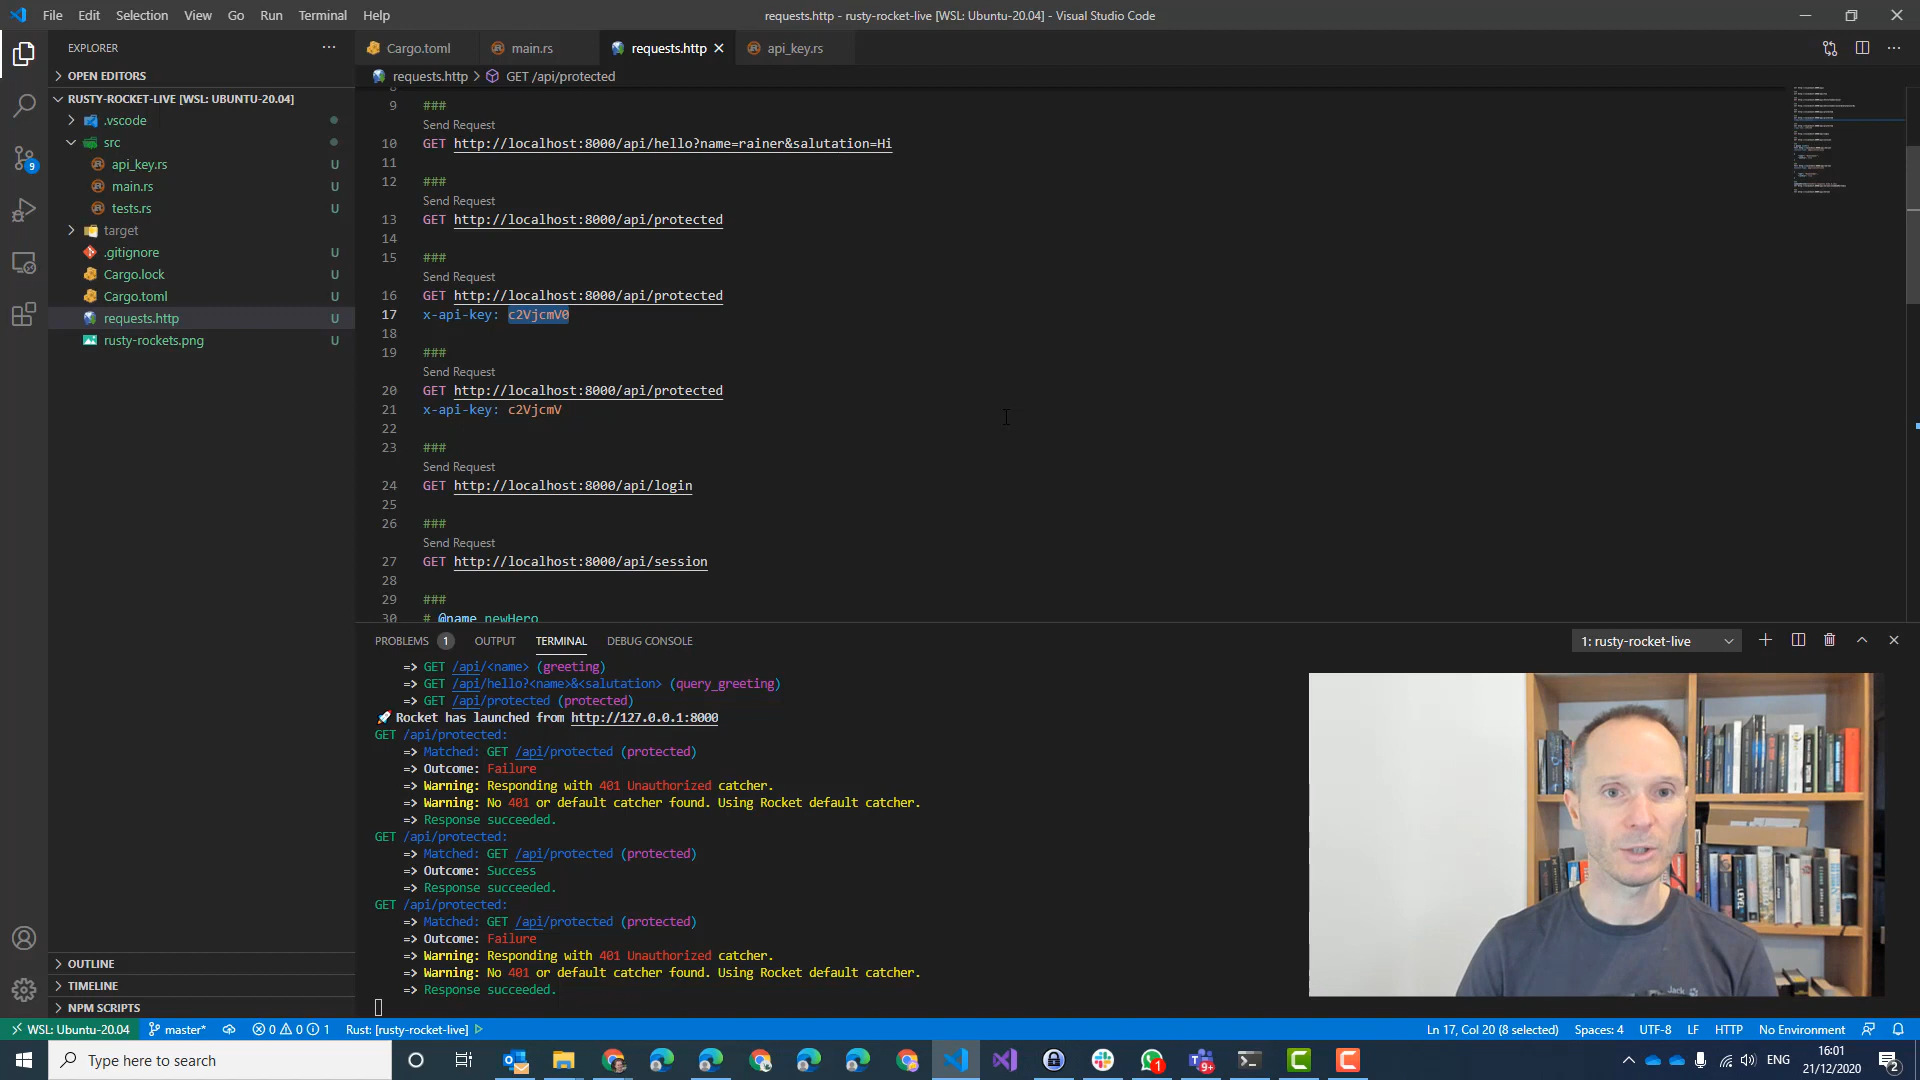 File Edit Selection View Go Run Terminal Help
requests.http - rusty-rocket-live [WSL: Ubuntu-20.04] - Visual Studio Code
EXPLORER
Cargo.toml
main.rs
requests.http
api_key.rs
OPEN EDITORS
requests.http > GET /api/protected
RUSTY-ROCKET-LIVE [WSL: UBUNTU-20.04]
.vscode
src
api_key.rs U
main.rs U
tests.rs U
target
.gitignore U
Cargo.lock U
Cargo.toml U
requests.http U
rusty-rockets.png U
9
9 ###
Send Request
10 GET http://localhost:8000/api/hello?name=rainer&salutation=Hi
11
12 ###
Send Request
13 GET http://localhost:8000/api/protected
14
15 ###
Send Request
16 GET http://localhost:8000/api/protected
17 x-api-key: c2VjcmV0
18
19 ###
Send Request
20 GET http://localhost:8000/api/protected
21 x-api-key: c2VjcmV
22
23 ###
Send Request
24 GET http://localhost:8000/api/login
25
26 ###
Send Request
27 GET http://localhost:8000/api/session
28
29 ###
30 # @name newHero
PROBLEMS 1 OUTPUT TERMINAL DEBUG CONSOLE
1: rusty-rocket-live
=> GET /api/<name> (greeting)
=> GET /api/hello?<name>&<salutation> (query_greeting)
=> GET /api/protected (protected)
🚀 Rocket has launched from http://127.0.0.1:8000
GET /api/protected:
=> Matched: GET /api/protected (protected)
=> Outcome: Failure
=> Warning: Responding with 401 Unauthorized catcher.
=> Warning: No 401 or default catcher found. Using Rocket default catcher.
=> Response succeeded.
GET /api/protected:
=> Matched: GET /api/protected (protected)
=> Outcome: Success
=> Response succeeded.
GET /api/protected:
=> Matched: GET /api/protected (protected)
=> Outcome: Failure
=> Warning: Responding with 401 Unauthorized catcher.
=> Warning: No 401 or default catcher found. Using Rocket default catcher.
=> Response succeeded.
OUTLINE
TIMELINE
NPM SCRIPTS
WSL: Ubuntu-20.04 master* 0 0 1 Rust: [rusty-rocket-live]
Ln 17, Col 20 (8 selected) Spaces: 4 UTF-8 LF HTTP No Environment
Type here to search
9+
1
ENG
16:01
21/12/2020
2
LEVEL
Jack